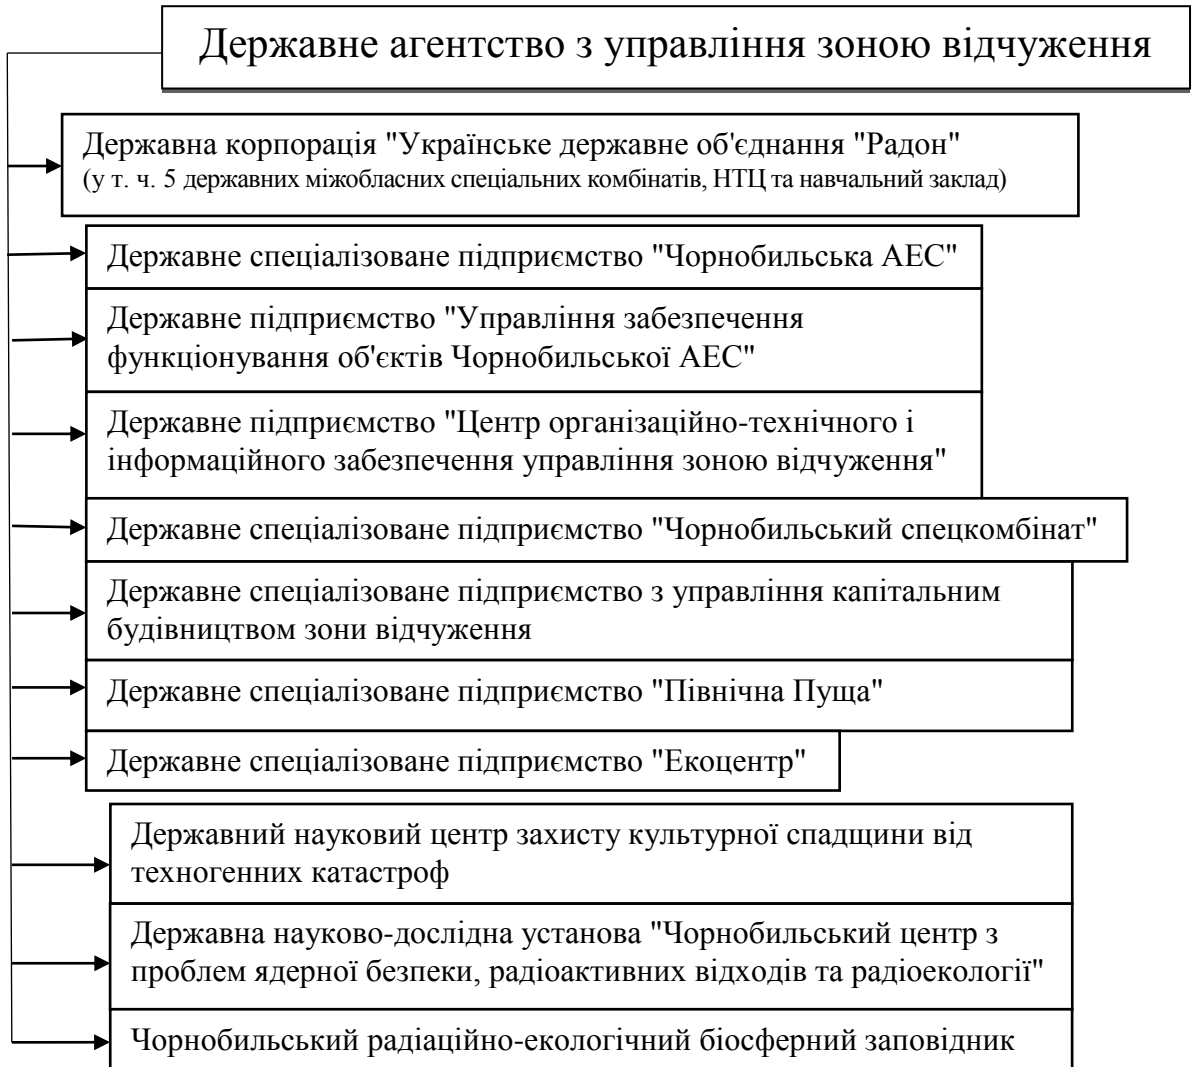 Державне агентство з управління зоною відчуження
Державна корпорація "Українське державне об'єднання "Радон"
(у т. ч. 5 державних міжобласних спеціальних комбінатів, НТЦ та навчальний заклад)
Державне спеціалізоване підприємство "Чорнобильська АЕС"
Державне підприємство "Управління забезпечення
функціонування об'єктів Чорнобильської АЕС"
Державне підприємство "Центр організаційно-технічного і
інформаційного забезпечення управління зоною відчуження"
Державне спеціалізоване підприємство "Чорнобильський спецкомбінат"
Державне спеціалізоване підприємство з управління капітальним
будівництвом зони відчуження
Державне спеціалізоване підприємство "Північна Пуща"
Державне спеціалізоване підприємство "Екоцентр"
Державний науковий центр захисту культурної спадщини від
техногенних катастроф
Державна науково-дослідна установа "Чорнобильський центр з
проблем ядерної безпеки, радіоактивних відходів та радіоекології"
Чорнобильський радіаційно-екологічний біосферний заповідник